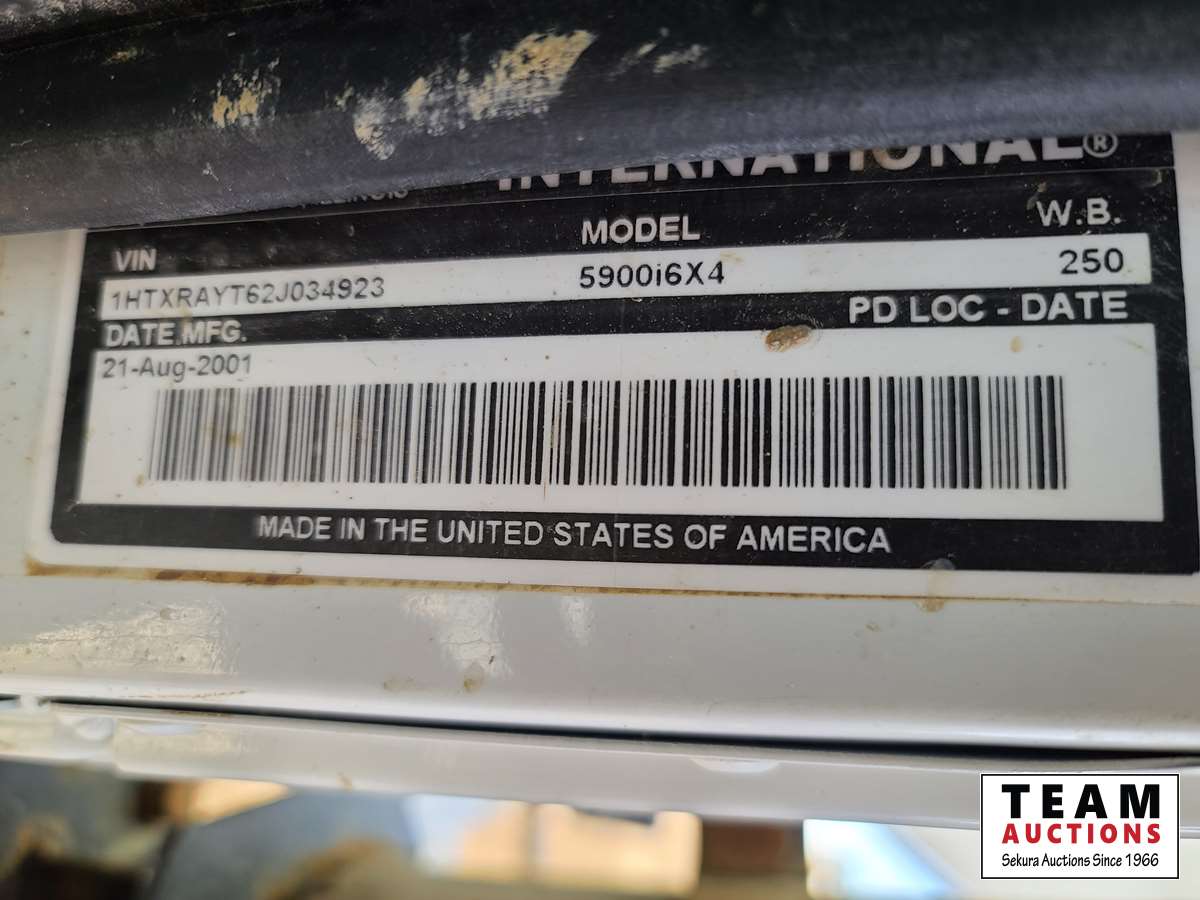 ILLINOIS INTERNATIONAL®
VIN MODEL W.B.
1HTXRAYT62J034923 5900i6X4 250
DATE MFG. PD LOC - DATE
21-Aug-2001
MADE IN THE UNITED STATES OF AMERICA
TEAM
AUCTIONS
Sekura Auctions Since 1966